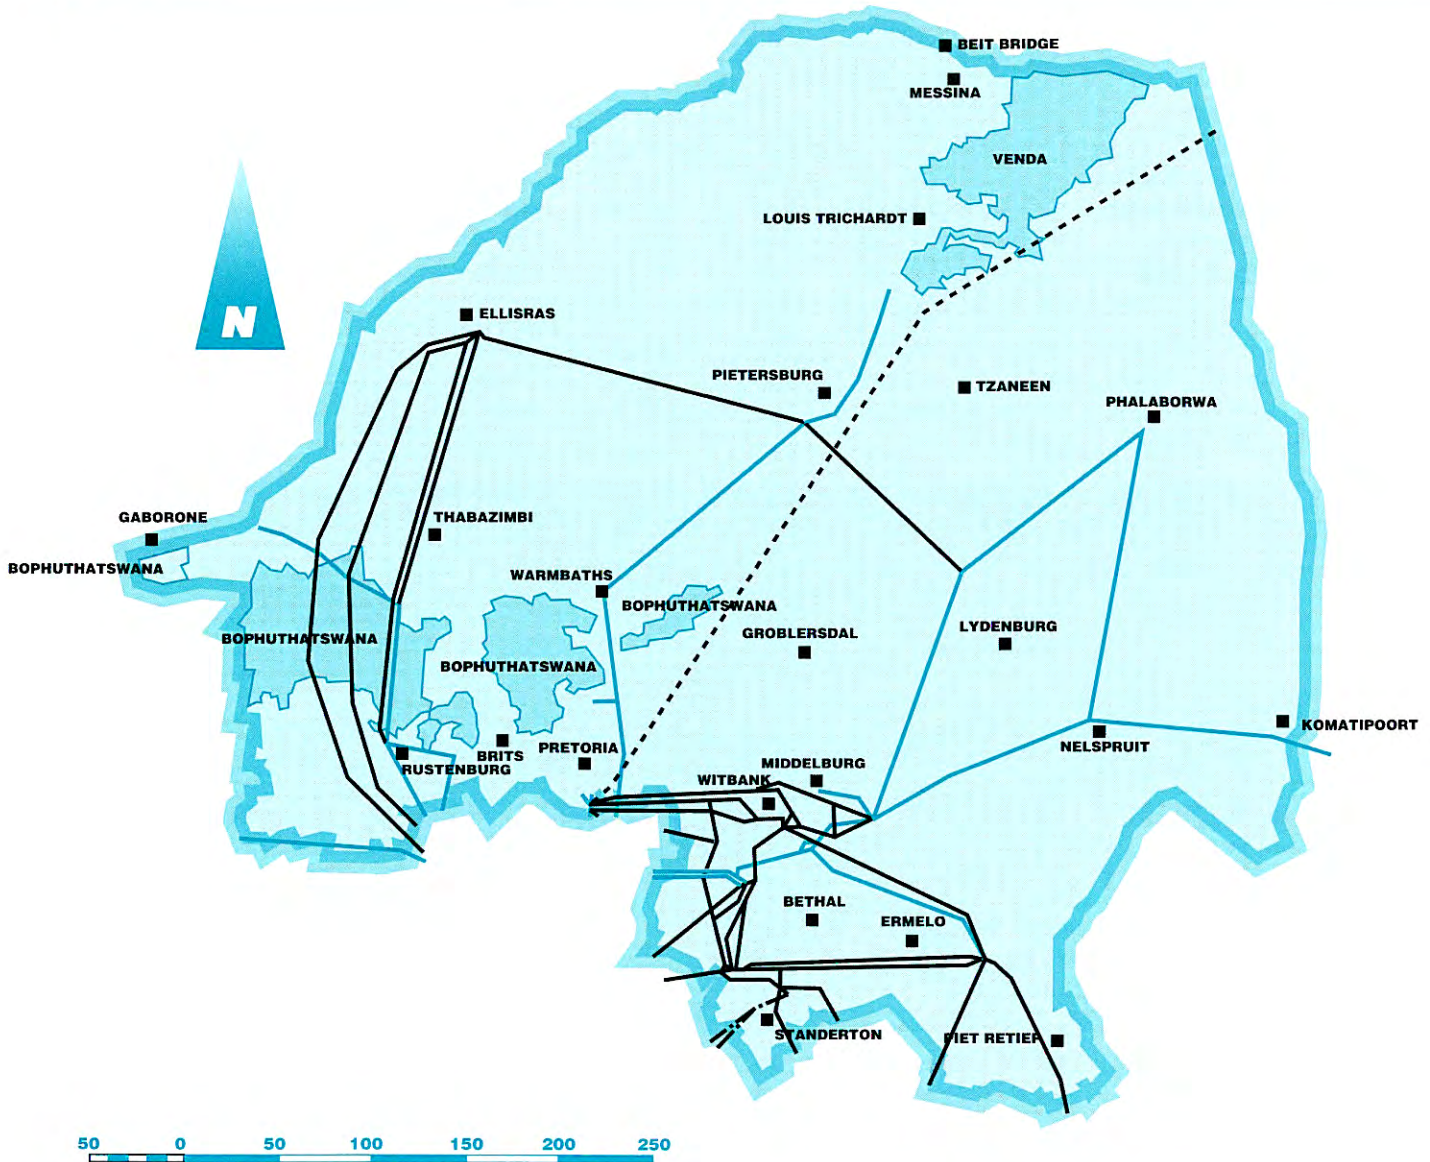 BEIT BRIDGE
MESSINA
VENDA
LOUIS TRICHARDT
N
ELLISRAS
PIETERSBURG
TZANEEN
PHALABORWA
GABORONE
THABAZIMBI
BOPHUTHATSWANA
WARMBATHS
BOPHUTHATSWANA
GROBLERSDAL
LYDENBURG
BOPHUTHATSWANA
BOPHUTHATSWANA
KOMATIPOORT
NELSPRUIT
PRETORIA
BRITS
RUSTENBURG
MIDDELBURG
WITBANK
BETHAL
ERMELO
STANDERTON
PIET RETIEF
50 0 50 100 150 200 250